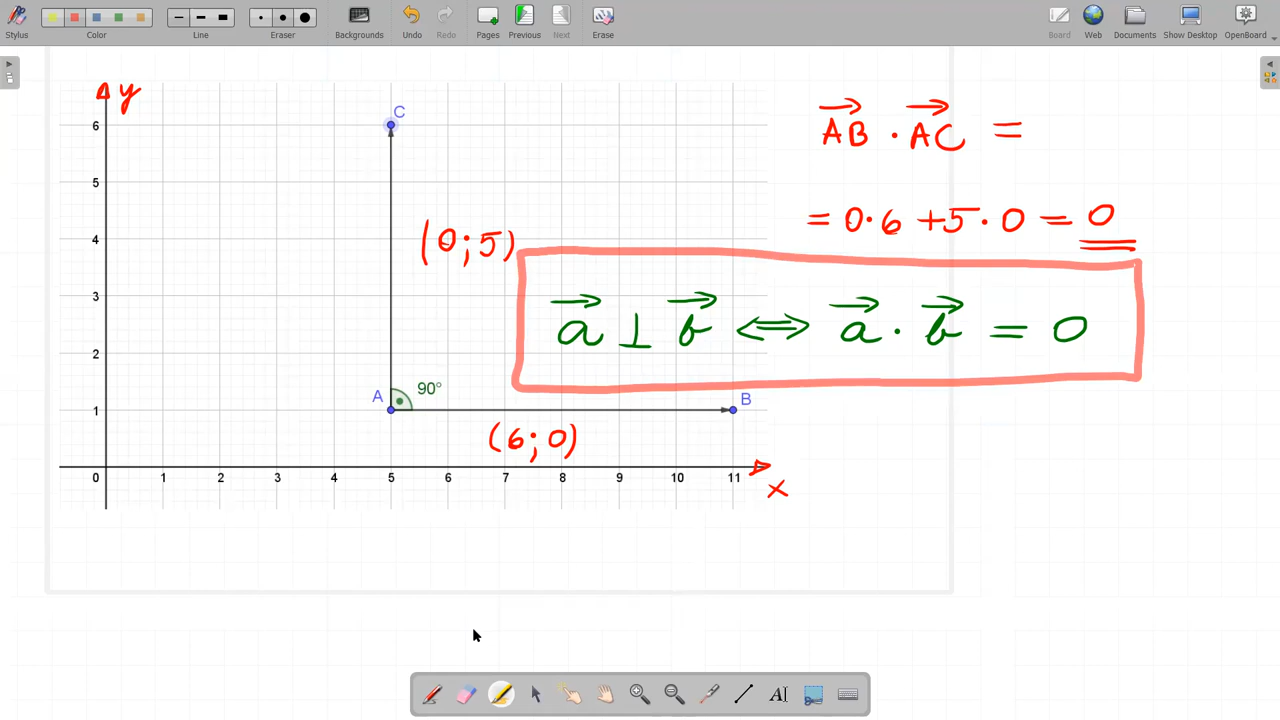 Stylus Color Line Eraser Backgrounds Undo Redo Pages Previous Next Erase Board Web Documents Show Desktop OpenBoard
y
C
6
5
4
3
2
1
0 1 2 3 4 5 6 7 8 9 10 11
x
(0;5)
A 90° B
(6;0)
AB⃗ · AC⃗ =
= 0·6 + 5·0 = 0
a⃗ ⊥ b⃗ ⇔ a⃗ · b⃗ = 0
AI